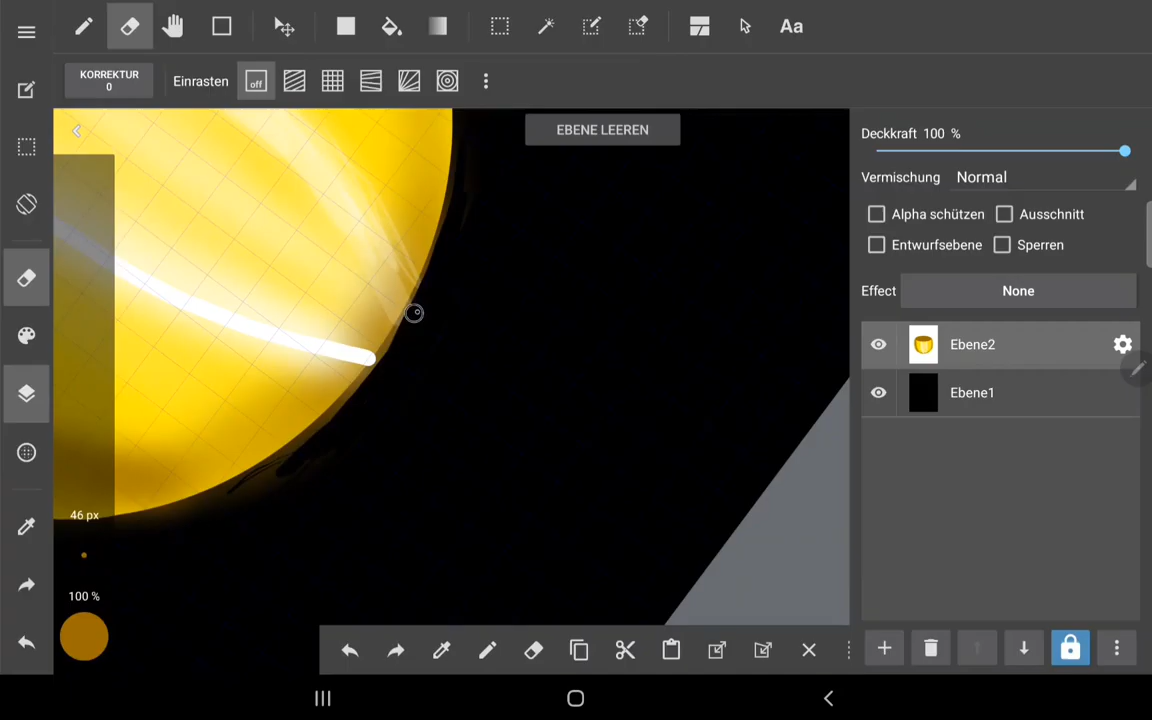 Aa
KORREKTUR
0
Einrasten
off
EBENE LEEREN
Deckkraft 100 %
Vermischung Normal
Alpha schützen Ausschnitt
Entwurfsebene Sperren
Effect None
Ebene2
Ebene1
46 px
100 %